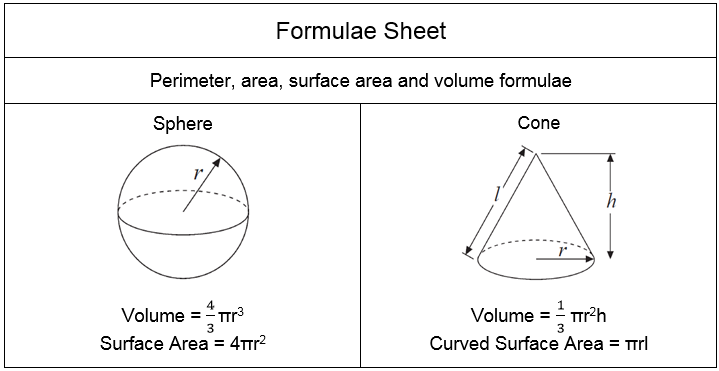 Formulae Sheet
Perimeter, area, surface area and volume formulae
Sphere
r
Volume = 4/3 πr³
Surface Area = 4πr²
Cone
l
h
r
Volume = 1/3 πr²h
Curved Surface Area = πrl